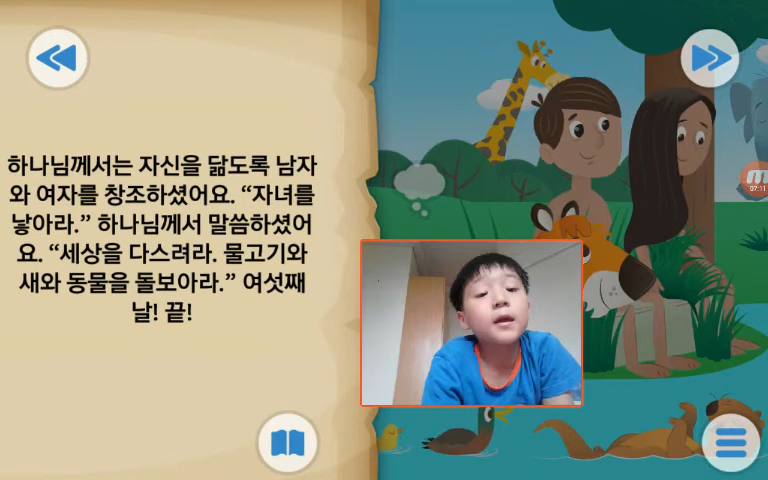 하나님께서는 자신을 닮도록 남자
와 여자를 창조하셨어요. “자녀를
낳아라.” 하나님께서 말씀하셨어
요. “세상을 다스려라. 물고기와
새와 동물을 돌보아라.” 여섯째
날! 끝!
07:11